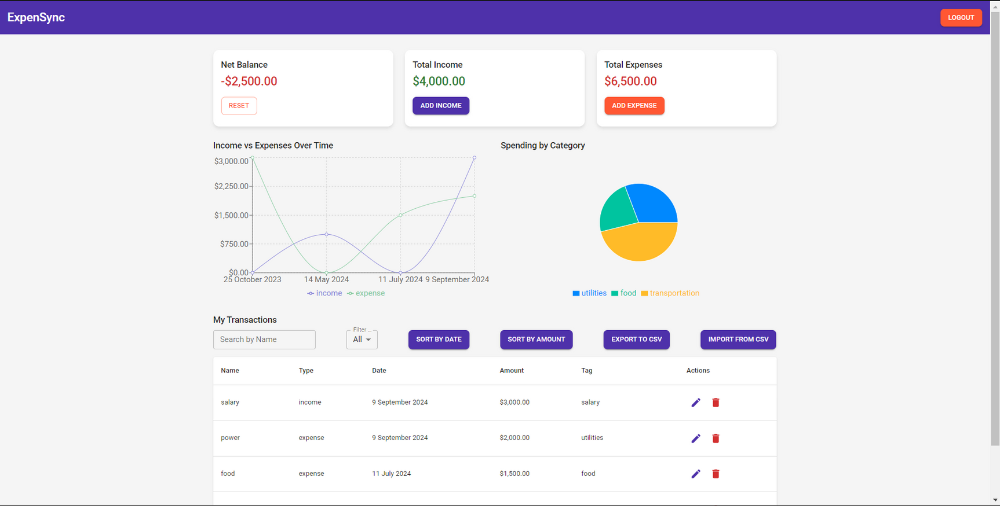 ExpenSync
LOGOUT
Net Balance
-$2,500.00
RESET
Total Income
$4,000.00
ADD INCOME
Total Expenses
$6,500.00
ADD EXPENSE
Income vs Expenses Over Time
$3,000.00
$2,250.00
$1,500.00
$750.00
$0.00
25 October 2023 14 May 2024 11 July 2024 9 September 2024
income expense
Spending by Category
utilities food transportation
My Transactions
Search by Name
Filter ...
All
SORT BY DATE
SORT BY AMOUNT
EXPORT TO CSV
IMPORT FROM CSV
Name Type Date Amount Tag Actions
salary income 9 September 2024 $3,000.00 salary
power expense 9 September 2024 $2,000.00 utilities
food expense 11 July 2024 $1,500.00 food